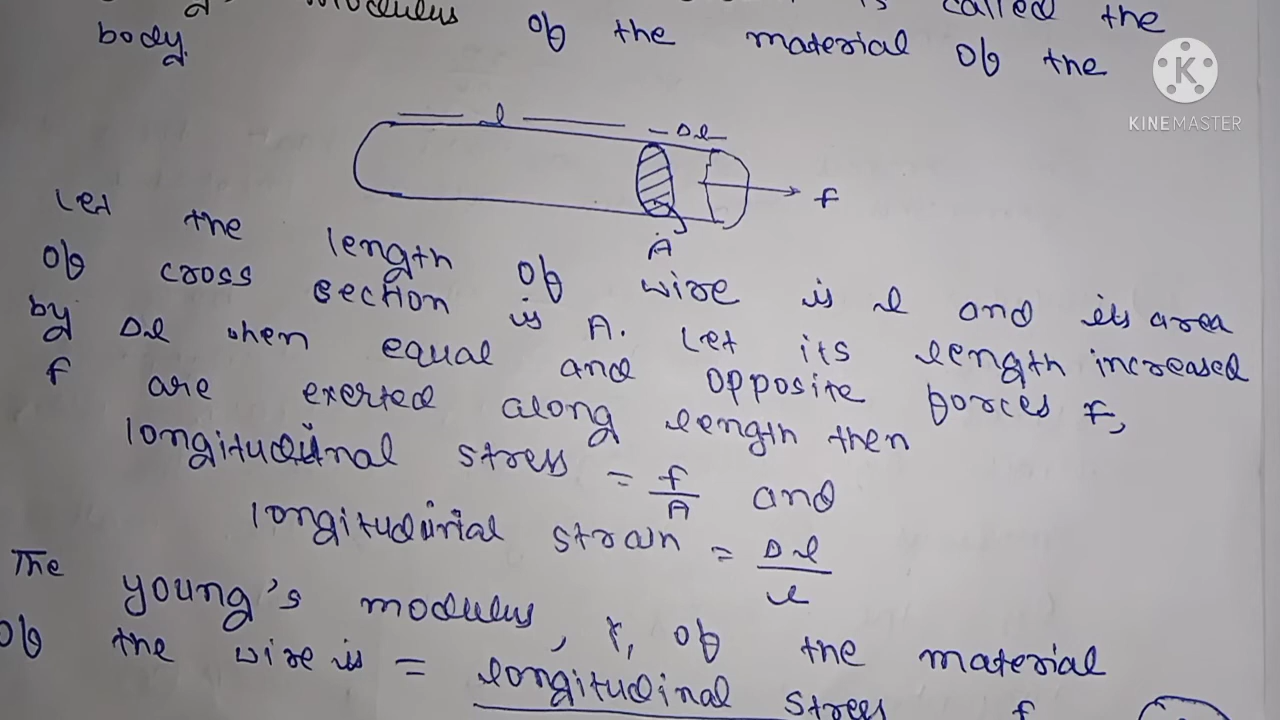 modulus is called the
body. of the material of the
KINEMASTER
l
Δl
F
A
Let the length of wire is l and its area
of cross section is A. Let its length increased
by Δl when equal and opposite forces F,
F are exerted along length then
longitudinal stress = F/A and
longitudinal strain = Δl/l
The young's modulus, Y, of the material
of the wire is = longitudinal stress F